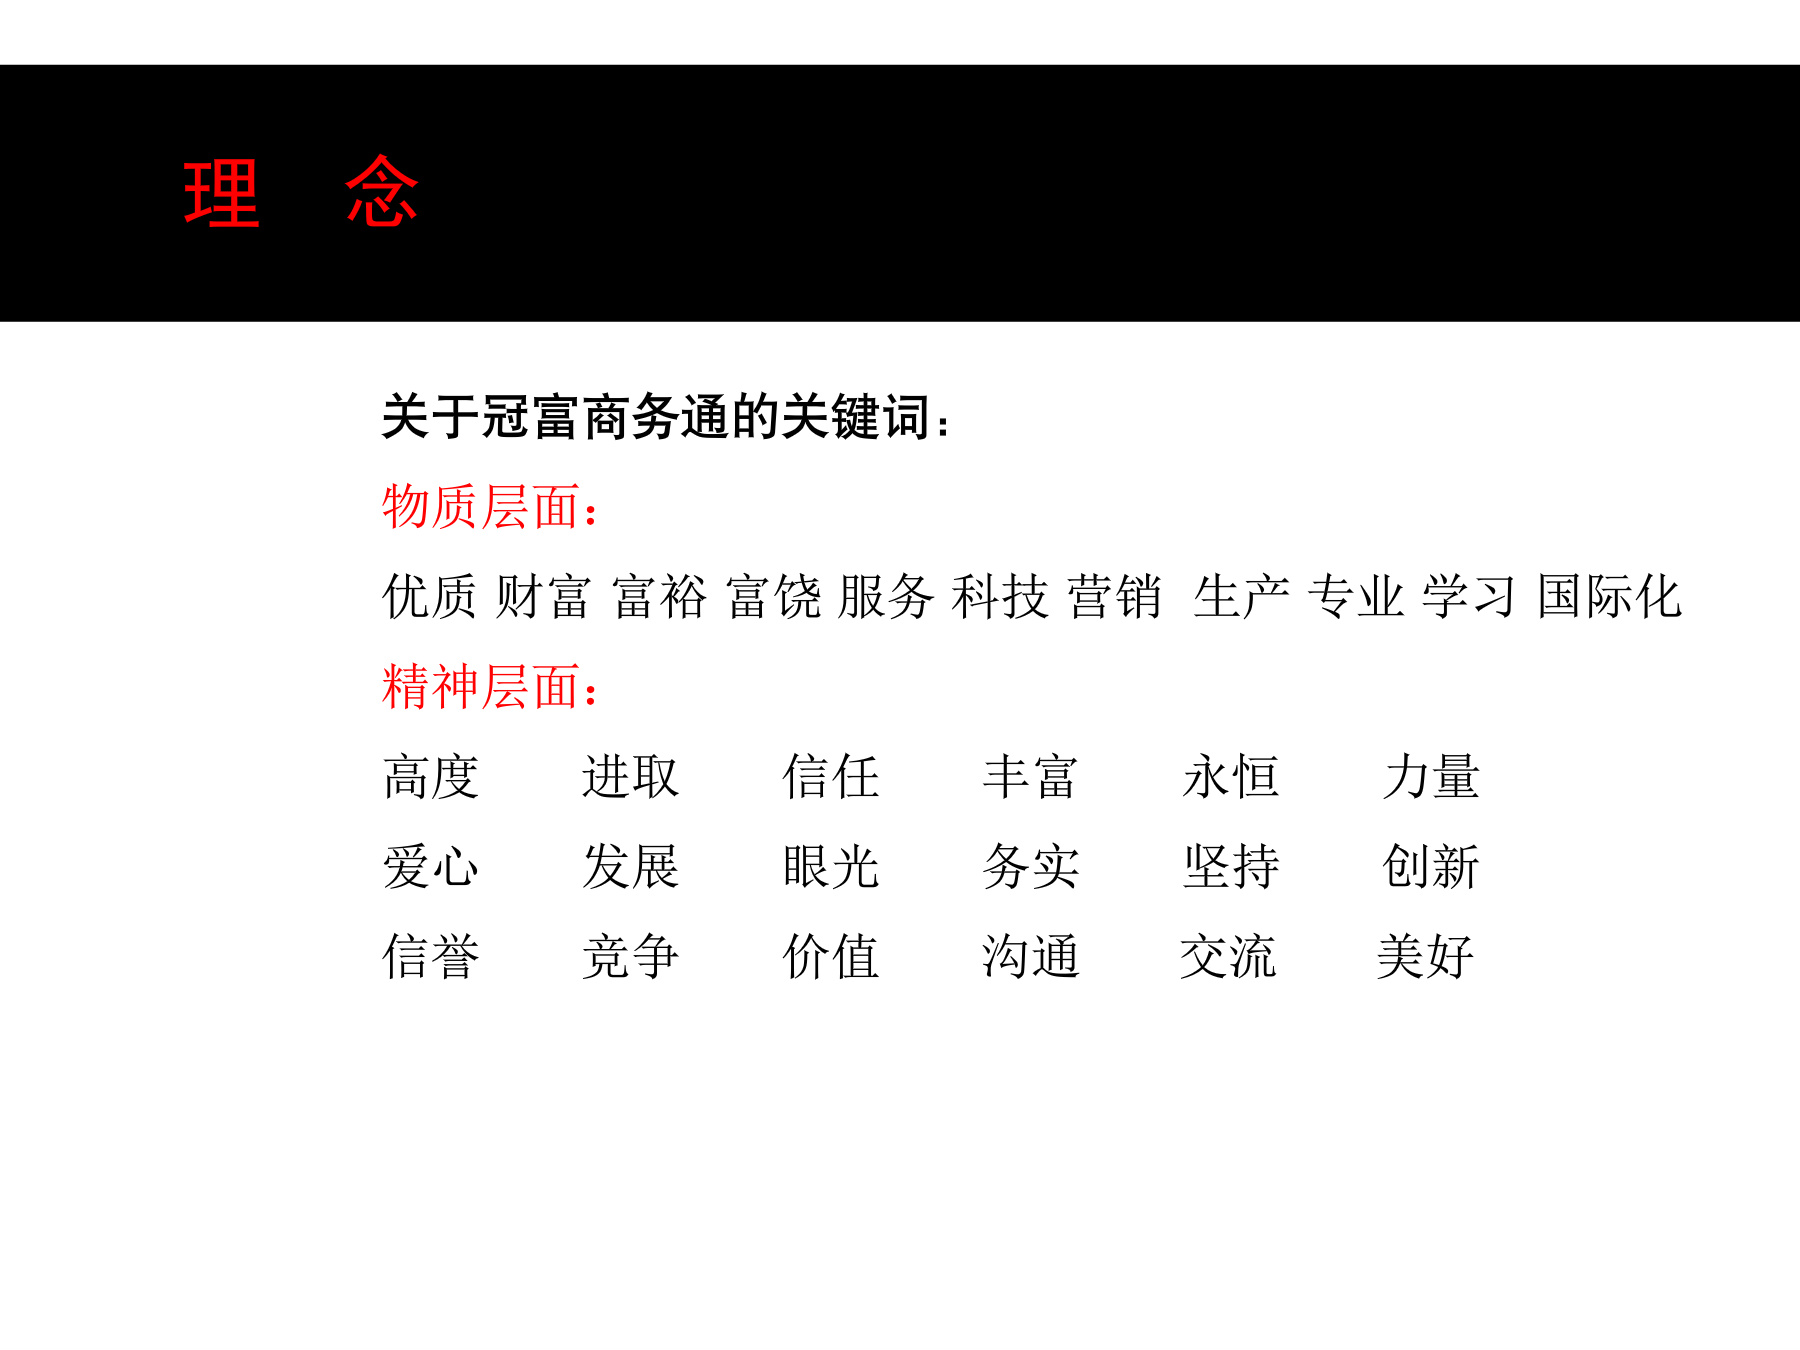 理　念
关于冠富商务通的关键词：
物质层面：
优质 财富 富裕 富饶 服务 科技 营销 生产 专业 学习 国际化
精神层面：
高度 进取 信任 丰富 永恒 力量
爱心 发展 眼光 务实 坚持 创新
信誉 竞争 价值 沟通 交流 美好